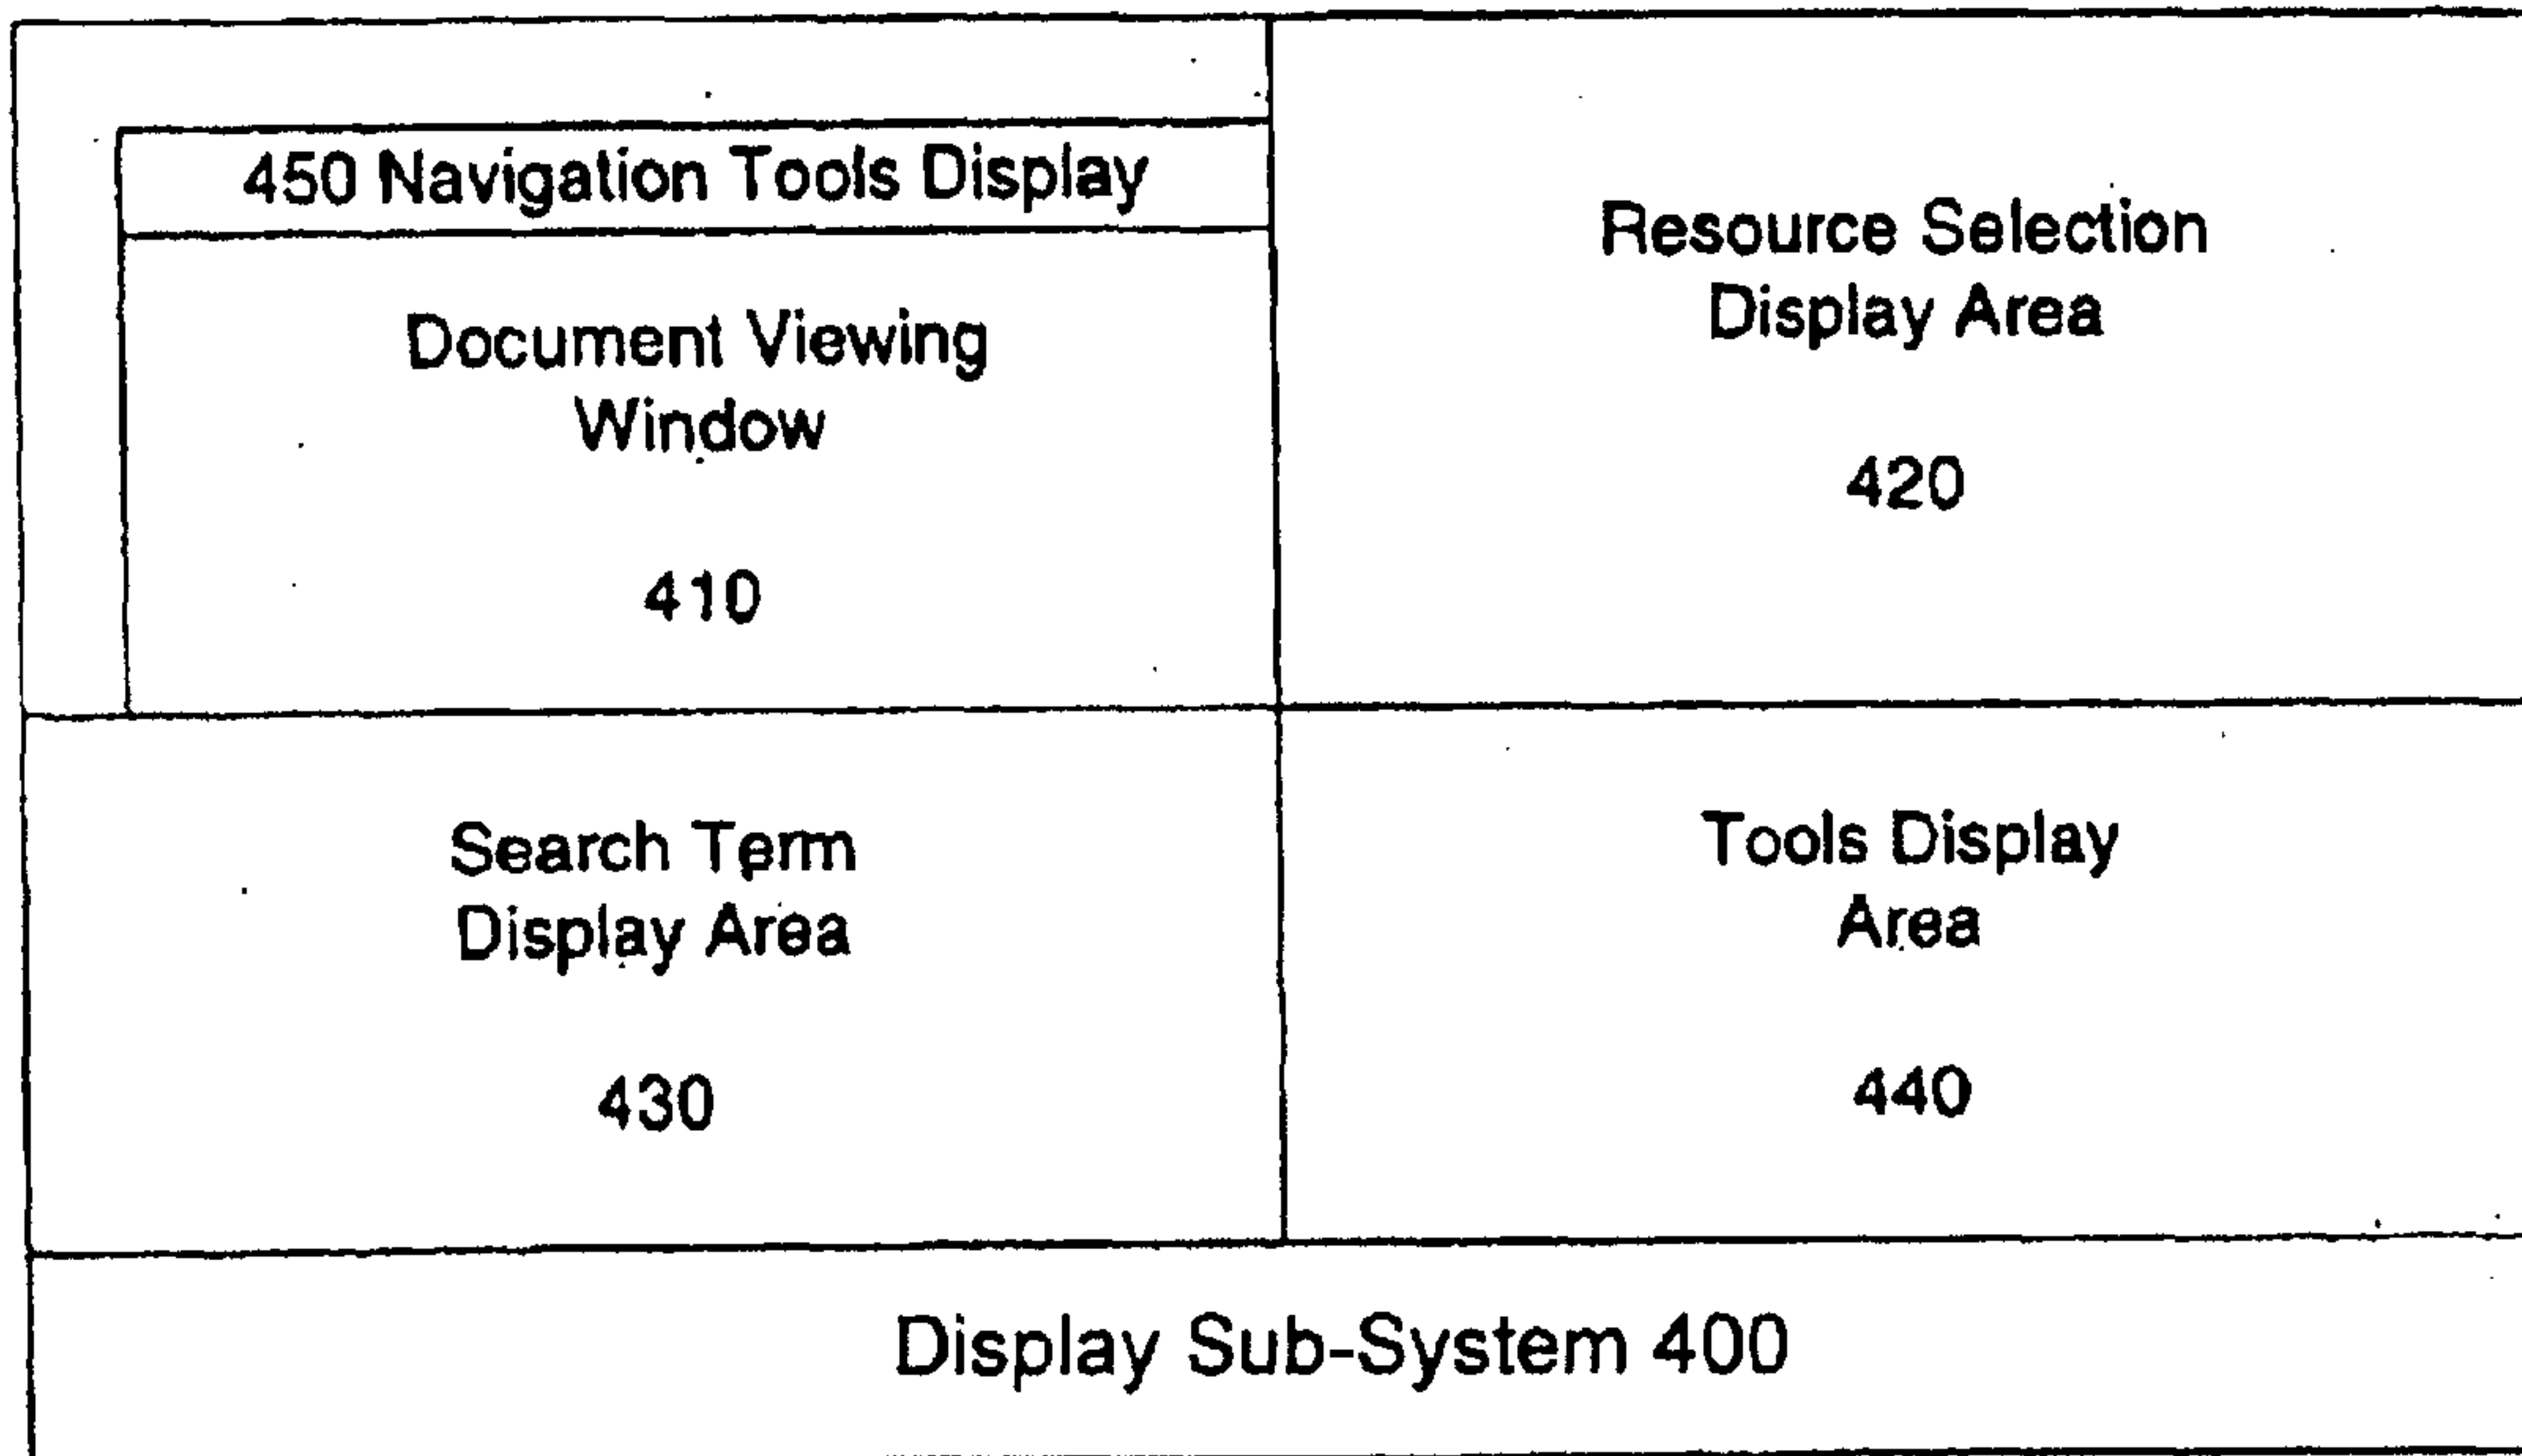 450 Navigation Tools Display
Document Viewing
Window
410
Resource Selection
Display Area
420
Search Term
Display Area
430
Tools Display
Area
440
Display Sub-System 400